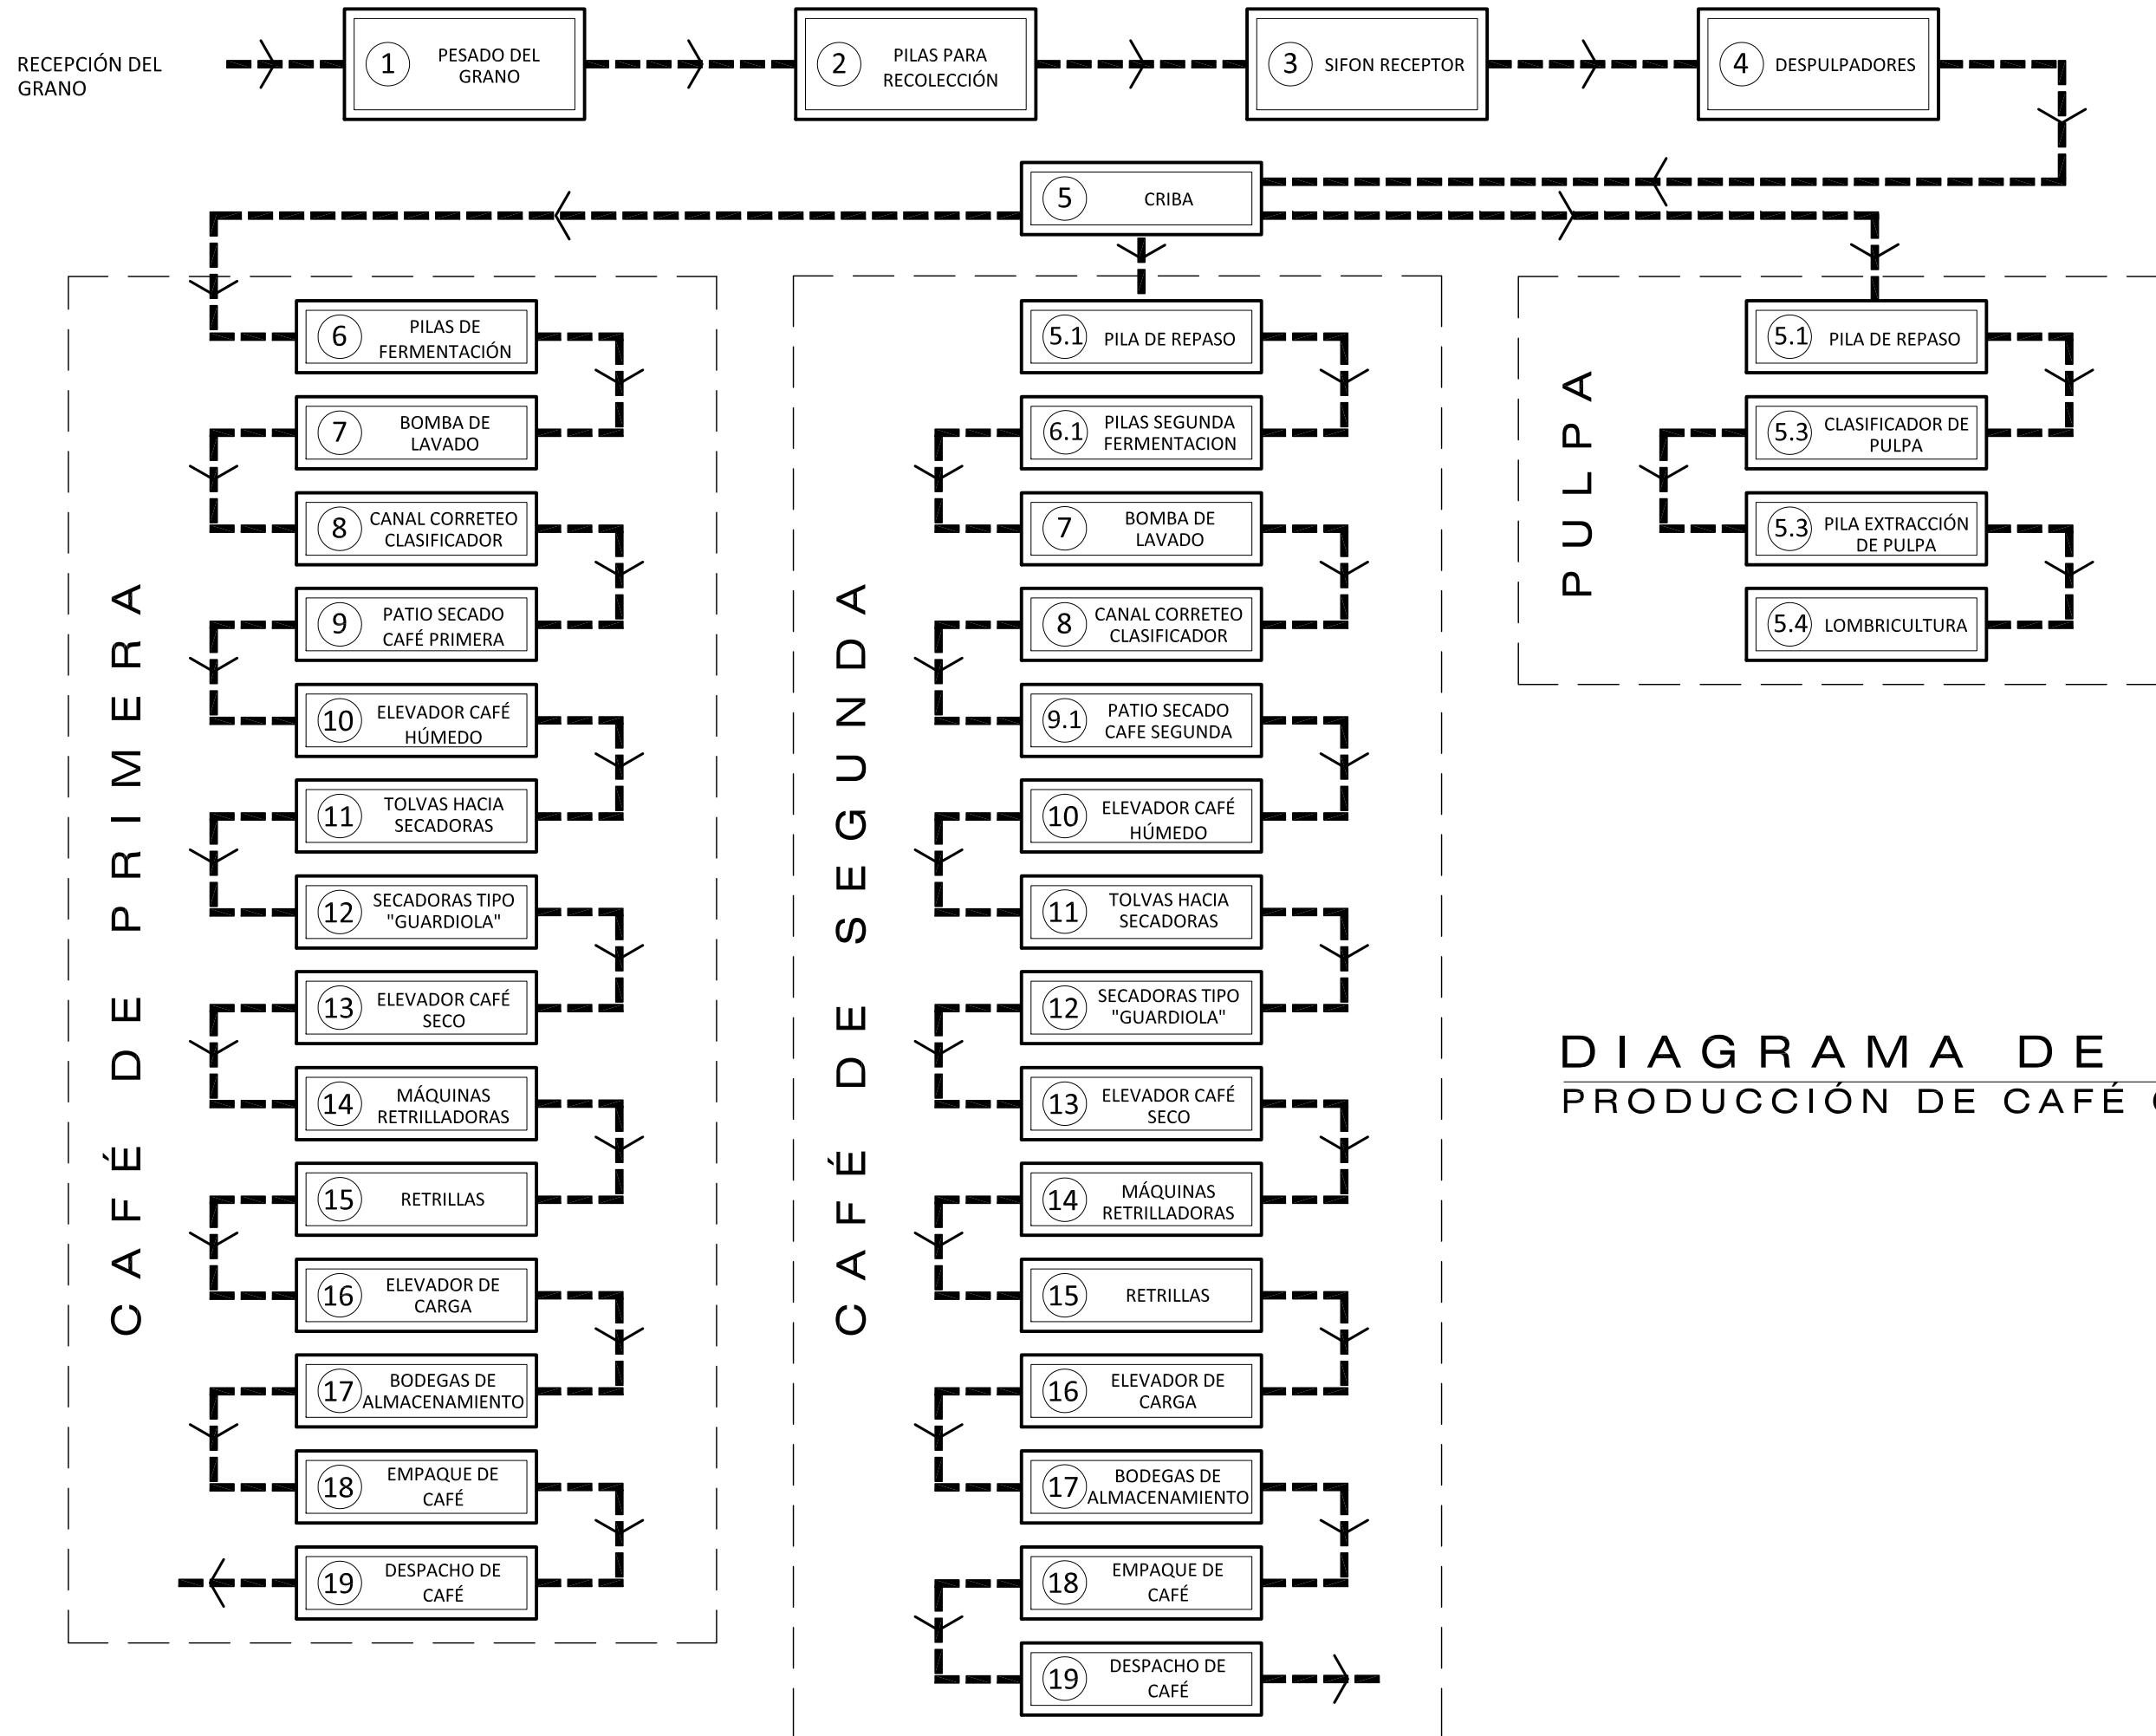 RECEPCIÓN DEL
GRANO
1
PESADO DEL
GRANO
2
PILAS PARA
RECOLECCIÓN
3
SIFON RECEPTOR
4
DESPULPADORES
5
CRIBA
CAFÉ DE PRIMERA
6
PILAS DE
FERMENTACIÓN
7
BOMBA DE
LAVADO
8
CANAL CORRETEO
CLASIFICADOR
9
PATIO SECADO
CAFÉ PRIMERA
10
ELEVADOR CAFÉ
HÚMEDO
11
TOLVAS HACIA
SECADORAS
12
SECADORAS TIPO
"GUARDIOLA"
13
ELEVADOR CAFÉ
SECO
14
MÁQUINAS
RETRILLADORAS
15
RETRILLAS
16
ELEVADOR DE
CARGA
17
BODEGAS DE
ALMACENAMIENTO
18
EMPAQUE DE
CAFÉ
19
DESPACHO DE
CAFÉ
CAFÉ DE SEGUNDA
5.1
PILA DE REPASO
6.1
PILAS SEGUNDA
FERMENTACION
7
BOMBA DE
LAVADO
8
CANAL CORRETEO
CLASIFICADOR
9.1
PATIO SECADO
CAFE SEGUNDA
10
ELEVADOR CAFÉ
HÚMEDO
11
TOLVAS HACIA
SECADORAS
12
SECADORAS TIPO
"GUARDIOLA"
13
ELEVADOR CAFÉ
SECO
14
MÁQUINAS
RETRILLADORAS
15
RETRILLAS
16
ELEVADOR DE
CARGA
17
BODEGAS DE
ALMACENAMIENTO
18
EMPAQUE DE
CAFÉ
19
DESPACHO DE
CAFÉ
PULPA
5.1
PILA DE REPASO
5.3
CLASIFICADOR DE
PULPA
5.3
PILA EXTRACCIÓN
DE PULPA
5.4
LOMBRICULTURA
DIAGRAMA DE
PRODUCCIÓN DE CAFÉ